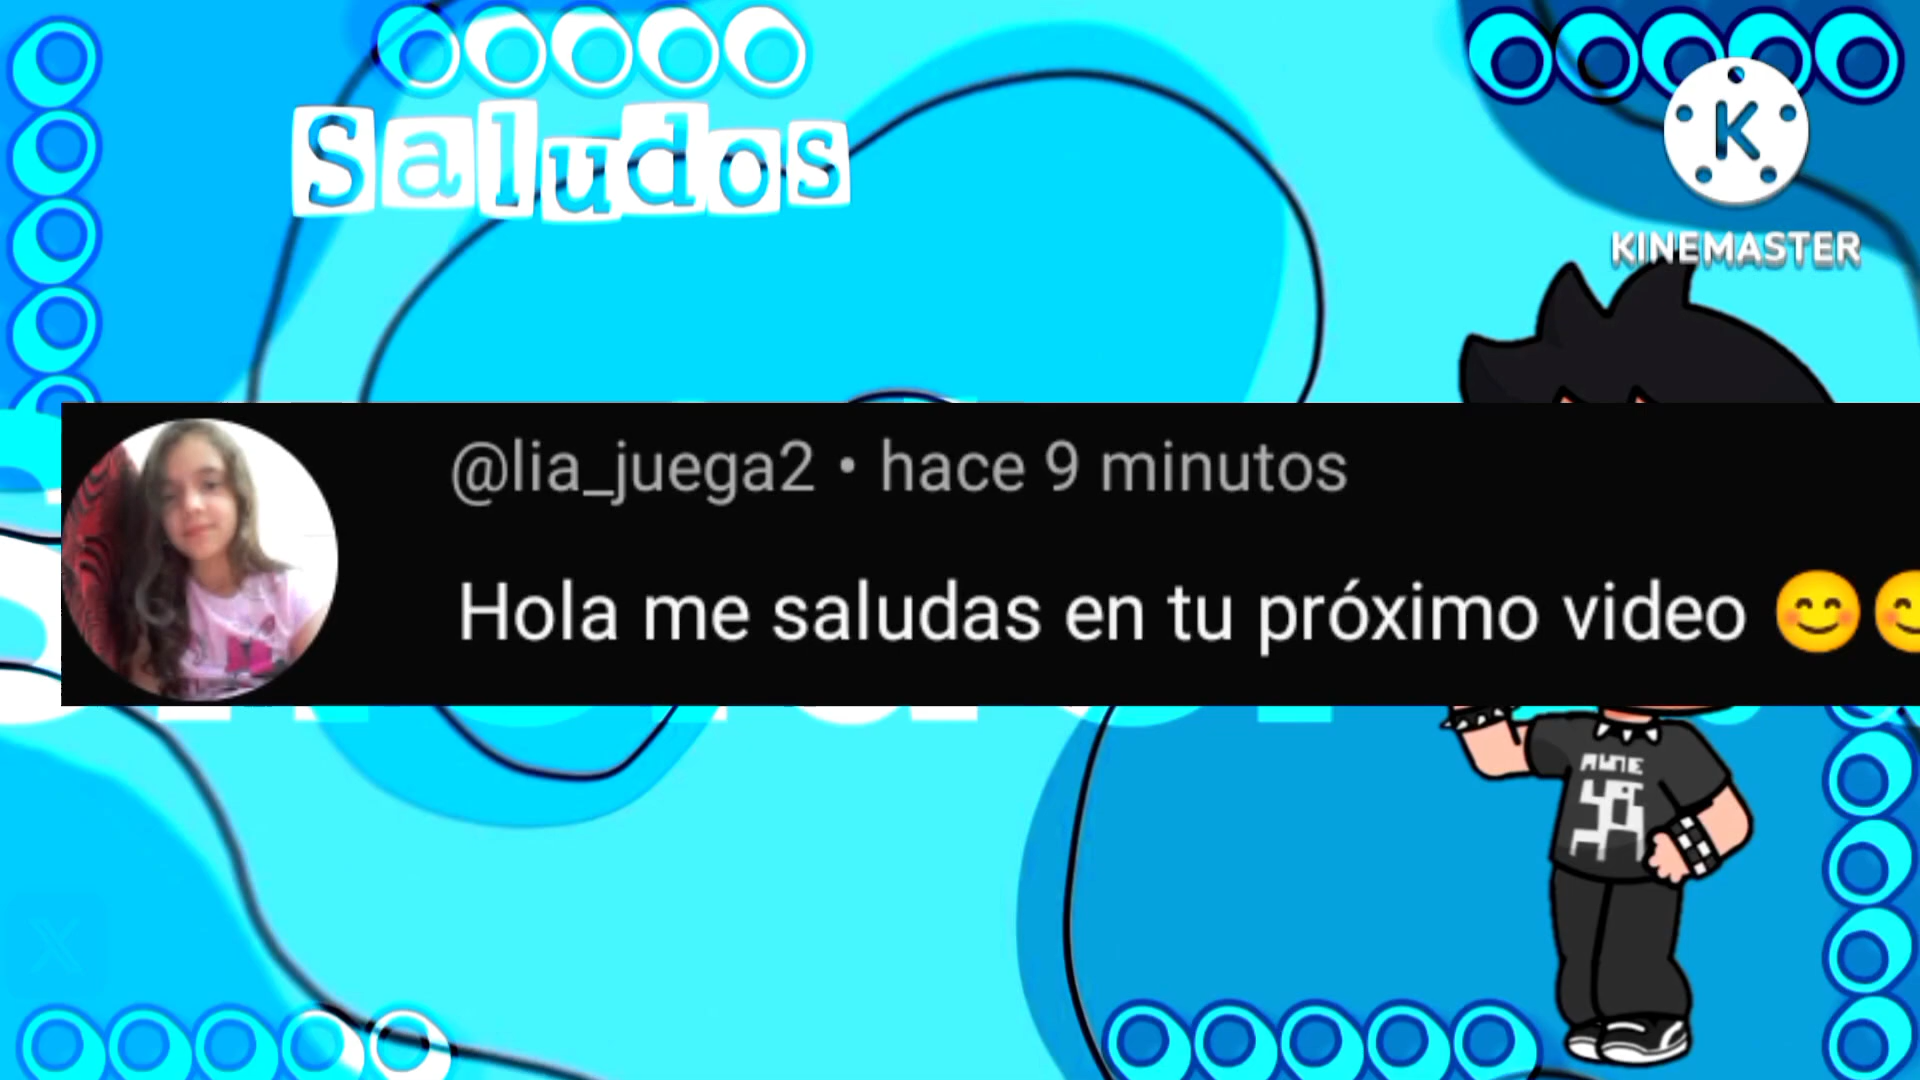 Saludos
K
KINEMASTER
@lia_juega2 • hace 9 minutos
Hola me saludas en tu próximo video 😊😊